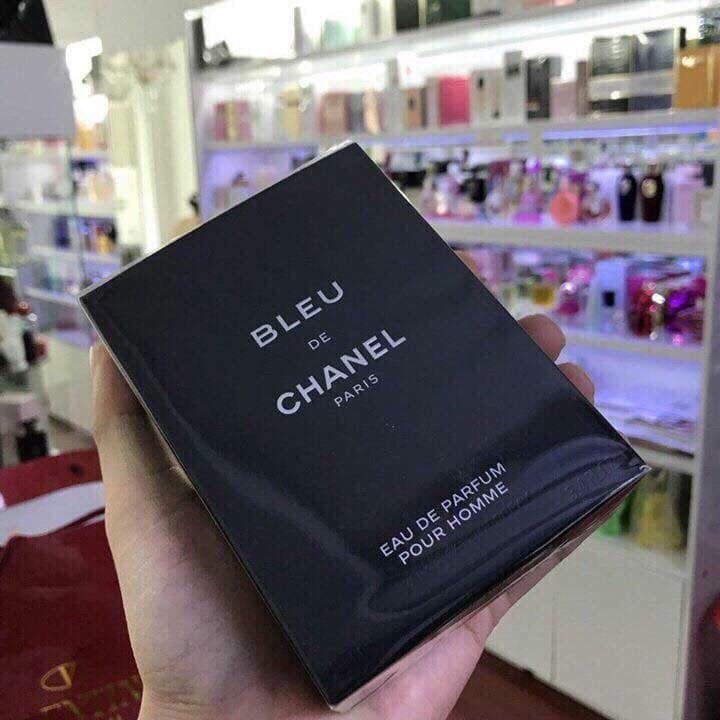 BLEU
DE
CHANEL
PARIS
EAU DE PARFUM
POUR HOMME